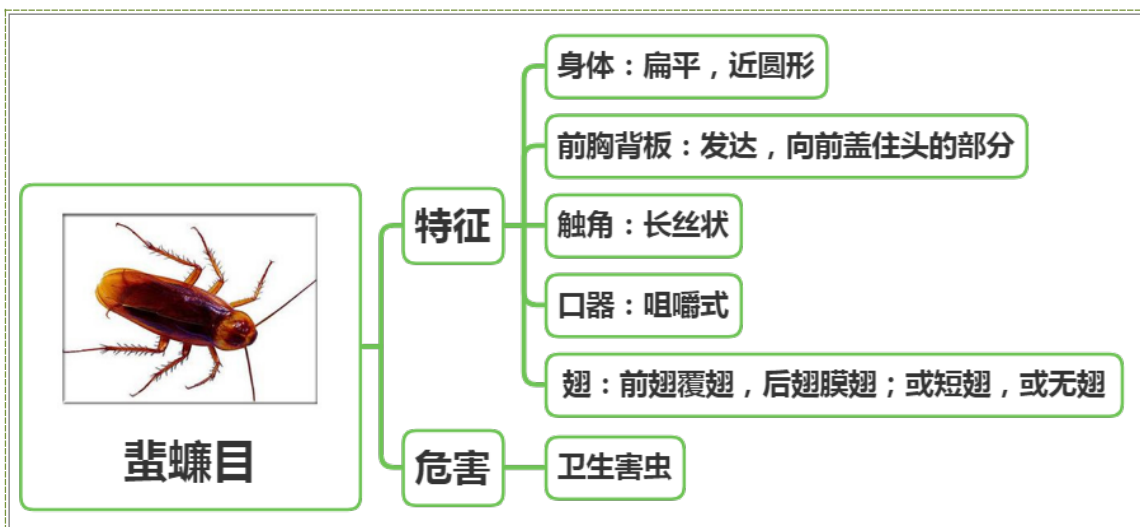 身体：扁平，近圆形
前胸背板：发达，向前盖住头的部分
特征
触角：长丝状
口器：咀嚼式
翅：前翅覆翅，后翅膜翅；或短翅，或无翅
蜚蠊目
危害
卫生害虫